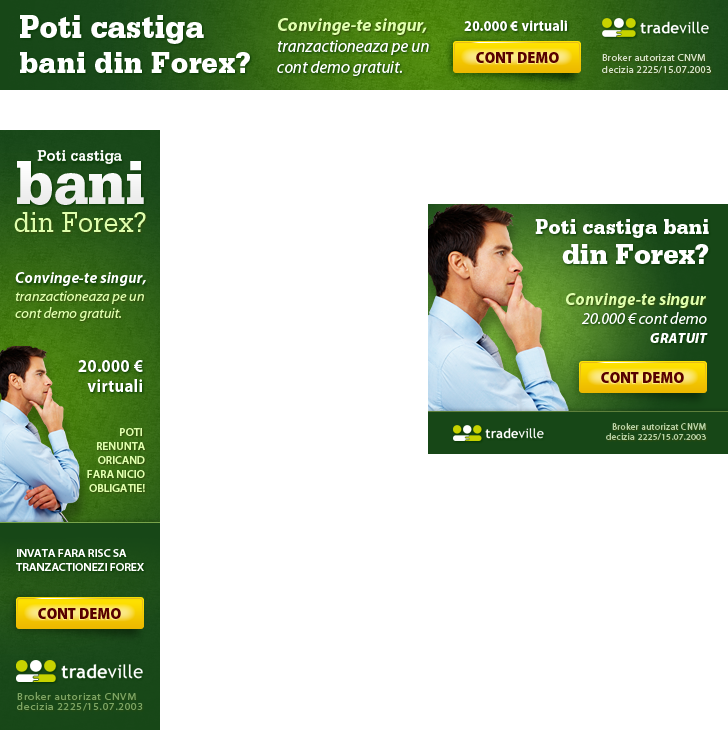 Poti castiga
bani din Forex?
Convinge-te singur,
tranzactioneaza pe un
cont demo gratuit.
20.000 € virtuali
CONT DEMO
tradeville
Broker autorizat CNVM
decizia 2225/15.07.2003
Poti castiga
bani
din Forex?
Convinge-te singur,
tranzactioneaza pe un
cont demo gratuit.
20.000 €
virtuali
POTI
RENUNTA
ORICAND
FARA NICIO
OBLIGATIE!
INVATA FARA RISC SA
TRANZACTIONEZI FOREX
CONT DEMO
tradeville
Broker autorizat CNVM
decizia 2225/15.07.2003
Poti castiga bani
din Forex?
Convinge-te singur
20.000 € cont demo
GRATUIT
CONT DEMO
tradeville
Broker autorizat CNVM
decizia 2225/15.07.2003